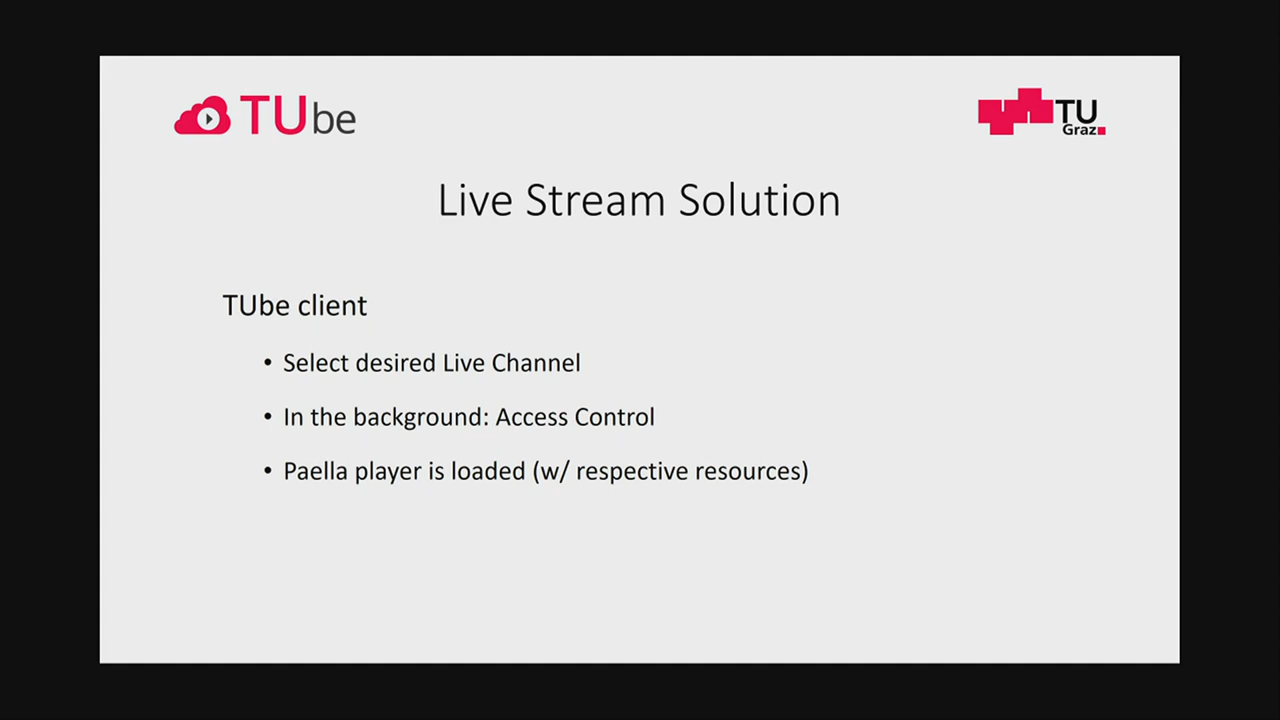 TUbe
TU
Graz
Live Stream Solution
TUbe client
• Select desired Live Channel
• In the background: Access Control
• Paella player is loaded (w/ respective resources)